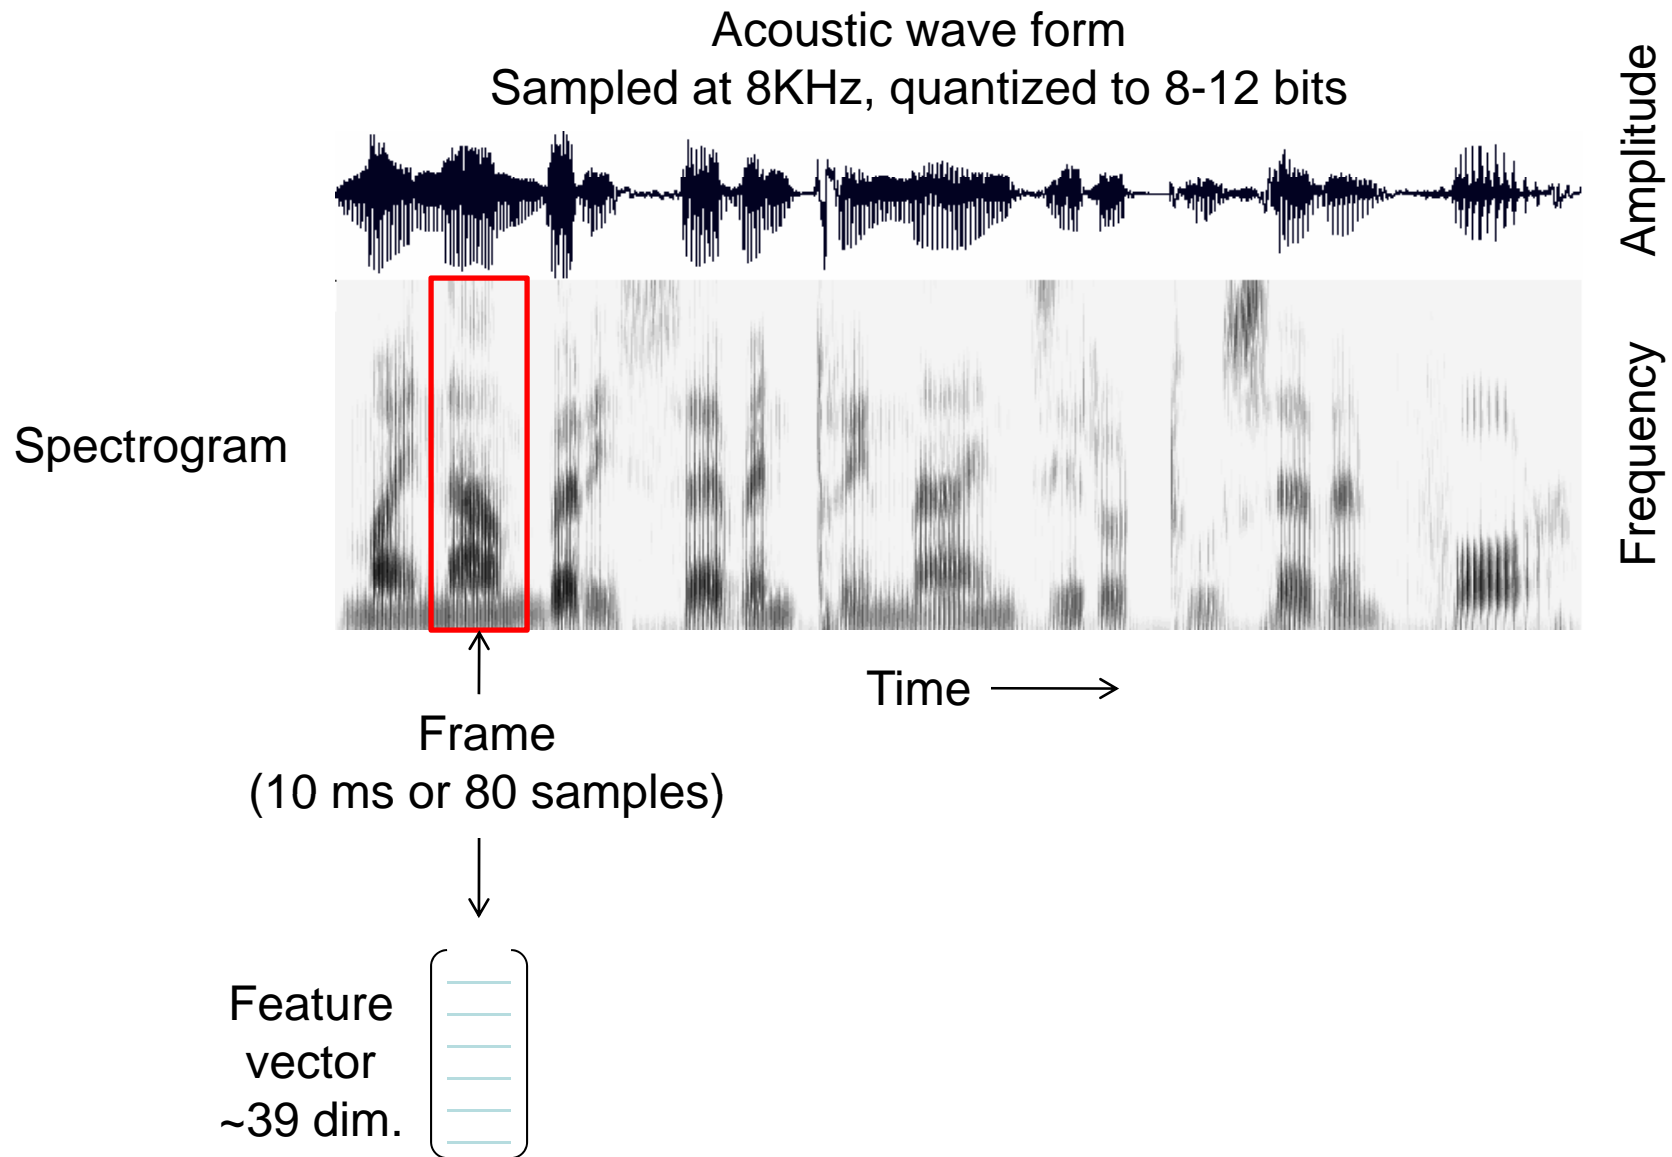 Acoustic wave form
Sampled at 8KHz, quantized to 8-12 bits
Amplitude
Spectrogram
Frequency
Time
Frame
(10 ms or 80 samples)
Feature
vector
~39 dim.